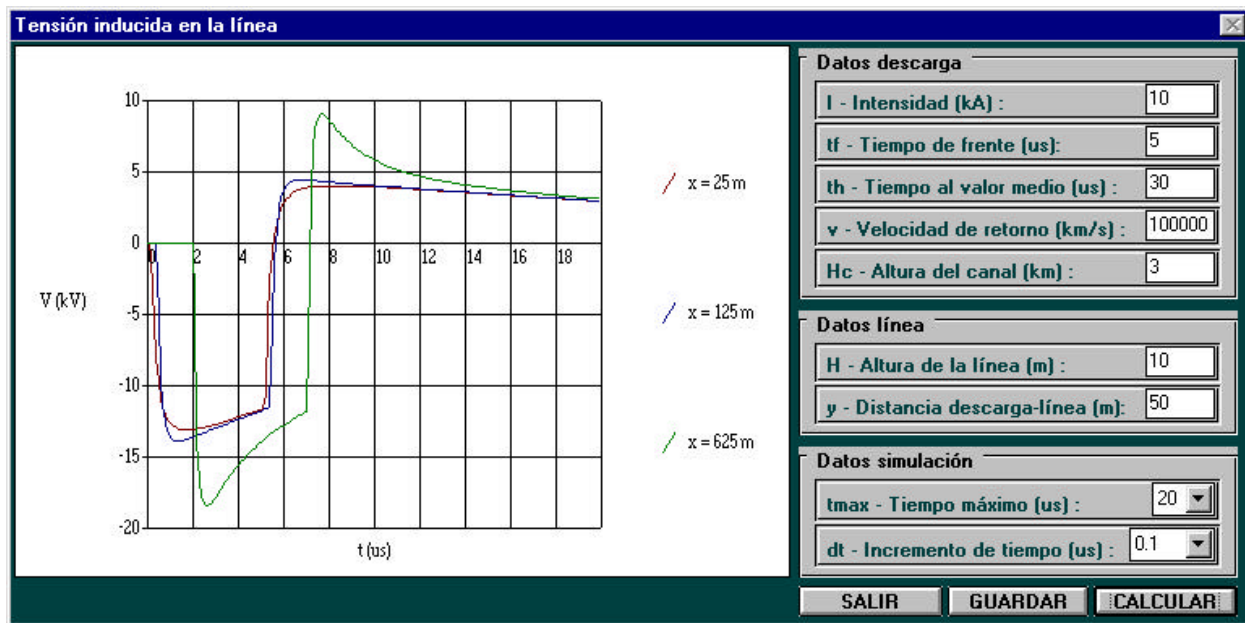 Tensión inducida en la línea
10
5
0
-5
-10
-15
-20
0 2 4 6 8 10 12 14 16 18
V (kV)
t (us)
x = 25 m
x = 125 m
x = 625 m
Datos descarga
I - Intensidad (kA) : 10
tf - Tiempo de frente (us): 5
th - Tiempo al valor medio (us) : 30
v - Velocidad de retorno (km/s) : 100000
Hc - Altura del canal (km) : 3
Datos línea
H - Altura de la línea (m) : 10
y - Distancia descarga-línea (m): 50
Datos simulación
tmax - Tiempo máximo (us) : 20
dt - Incremento de tiempo (us) : 0.1
SALIR GUARDAR CALCULAR